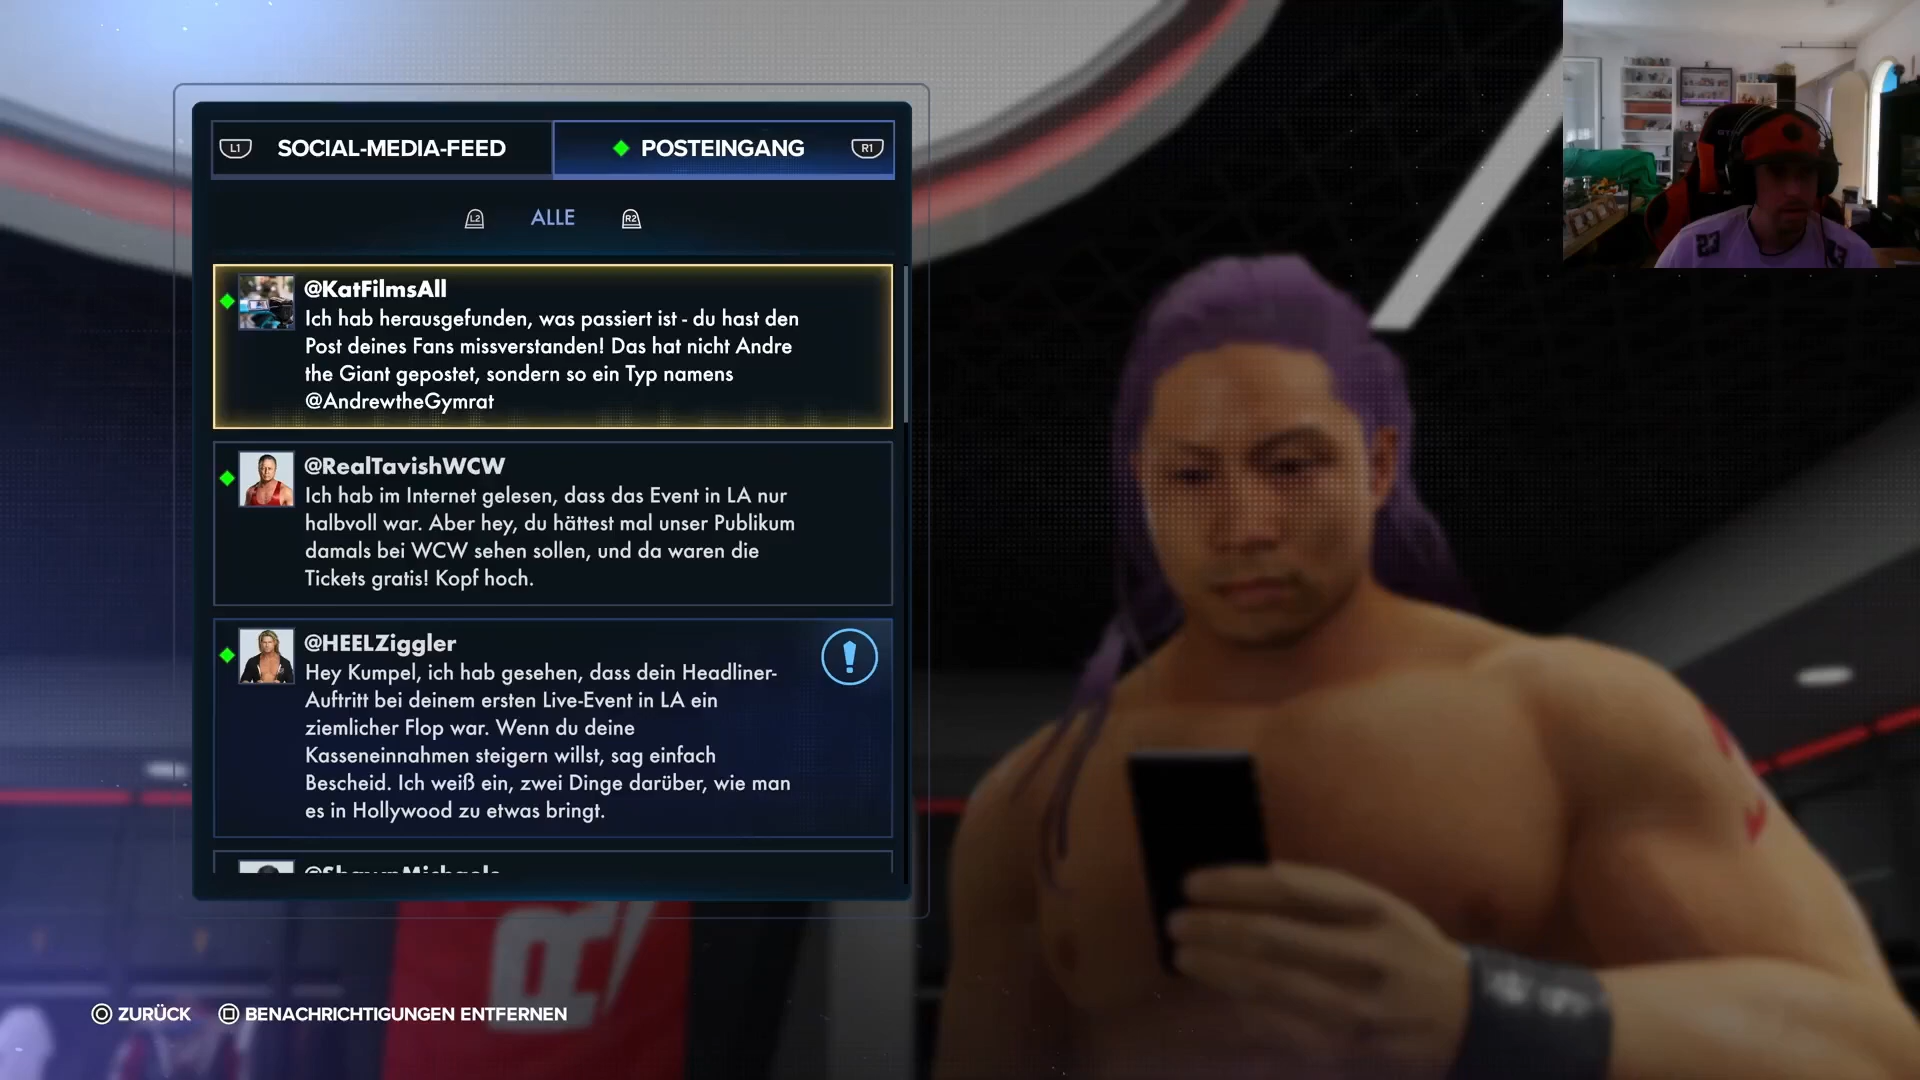 L1 SOCIAL-MEDIA-FEED POSTEINGANG R1
L2 ALLE R2
@KatFilmsAll
Ich hab herausgefunden, was passiert ist - du hast den
Post deines Fans missverstanden! Das hat nicht Andre
the Giant gepostet, sondern so ein Typ namens
@AndrewtheGymrat
@RealTavishWCW
Ich hab im Internet gelesen, dass das Event in LA nur
halbvoll war. Aber hey, du hättest mal unser Publikum
damals bei WCW sehen sollen, und da waren die
Tickets gratis! Kopf hoch.
@HEELZiggler
Hey Kumpel, ich hab gesehen, dass dein Headliner-
Auftritt bei deinem ersten Live-Event in LA ein
ziemlicher Flop war. Wenn du deine
Kasseneinnahmen steigern willst, sag einfach
Bescheid. Ich weiß ein, zwei Dinge darüber, wie man
es in Hollywood zu etwas bringt.
@ShawnMichaels
ZURÜCK BENACHRICHTIGUNGEN ENTFERNEN
23